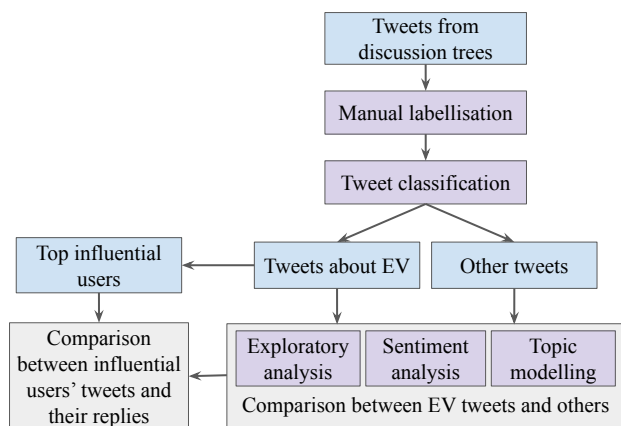 Tweets from
discussion trees
Manual labellisation
Tweet classification
Top influential
users
Tweets about EV
Other tweets
Comparison
between influential
users' tweets and
their replies
Exploratory
analysis
Sentiment
analysis
Topic
modelling
Comparison between EV tweets and others